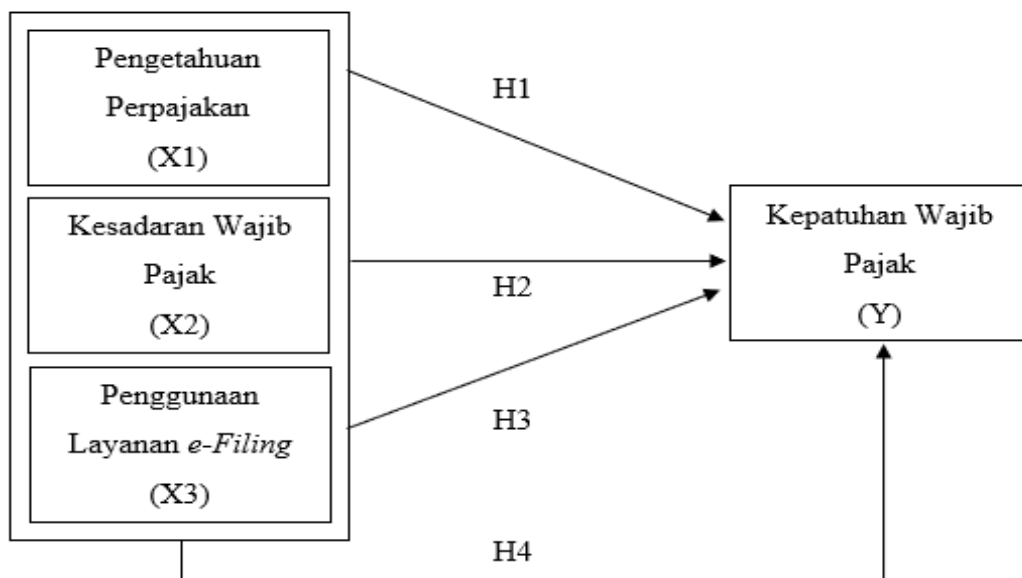 Pengetahuan
Perpajakan
(X1)
Kesadaran Wajib
Pajak
(X2)
Penggunaan
Layanan e-Filing
(X3)
H1
H2
H3
H4
Kepatuhan Wajib
Pajak
(Y)